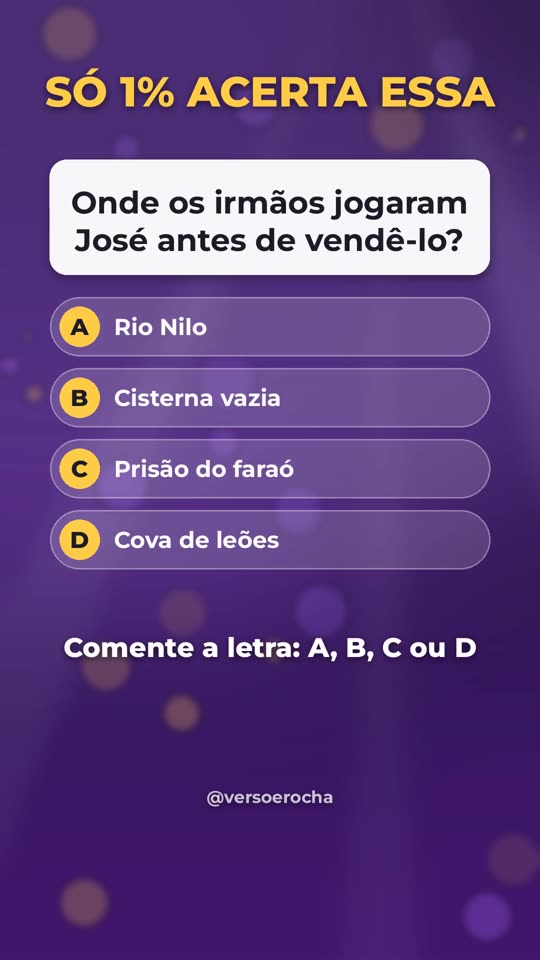 SÓ 1% ACERTA ESSA
Onde os irmãos jogaram
José antes de vendê-lo?
A Rio Nilo
B Cisterna vazia
C Prisão do faraó
D Cova de leões
Comente a letra: A, B, C ou D
@versoerocha